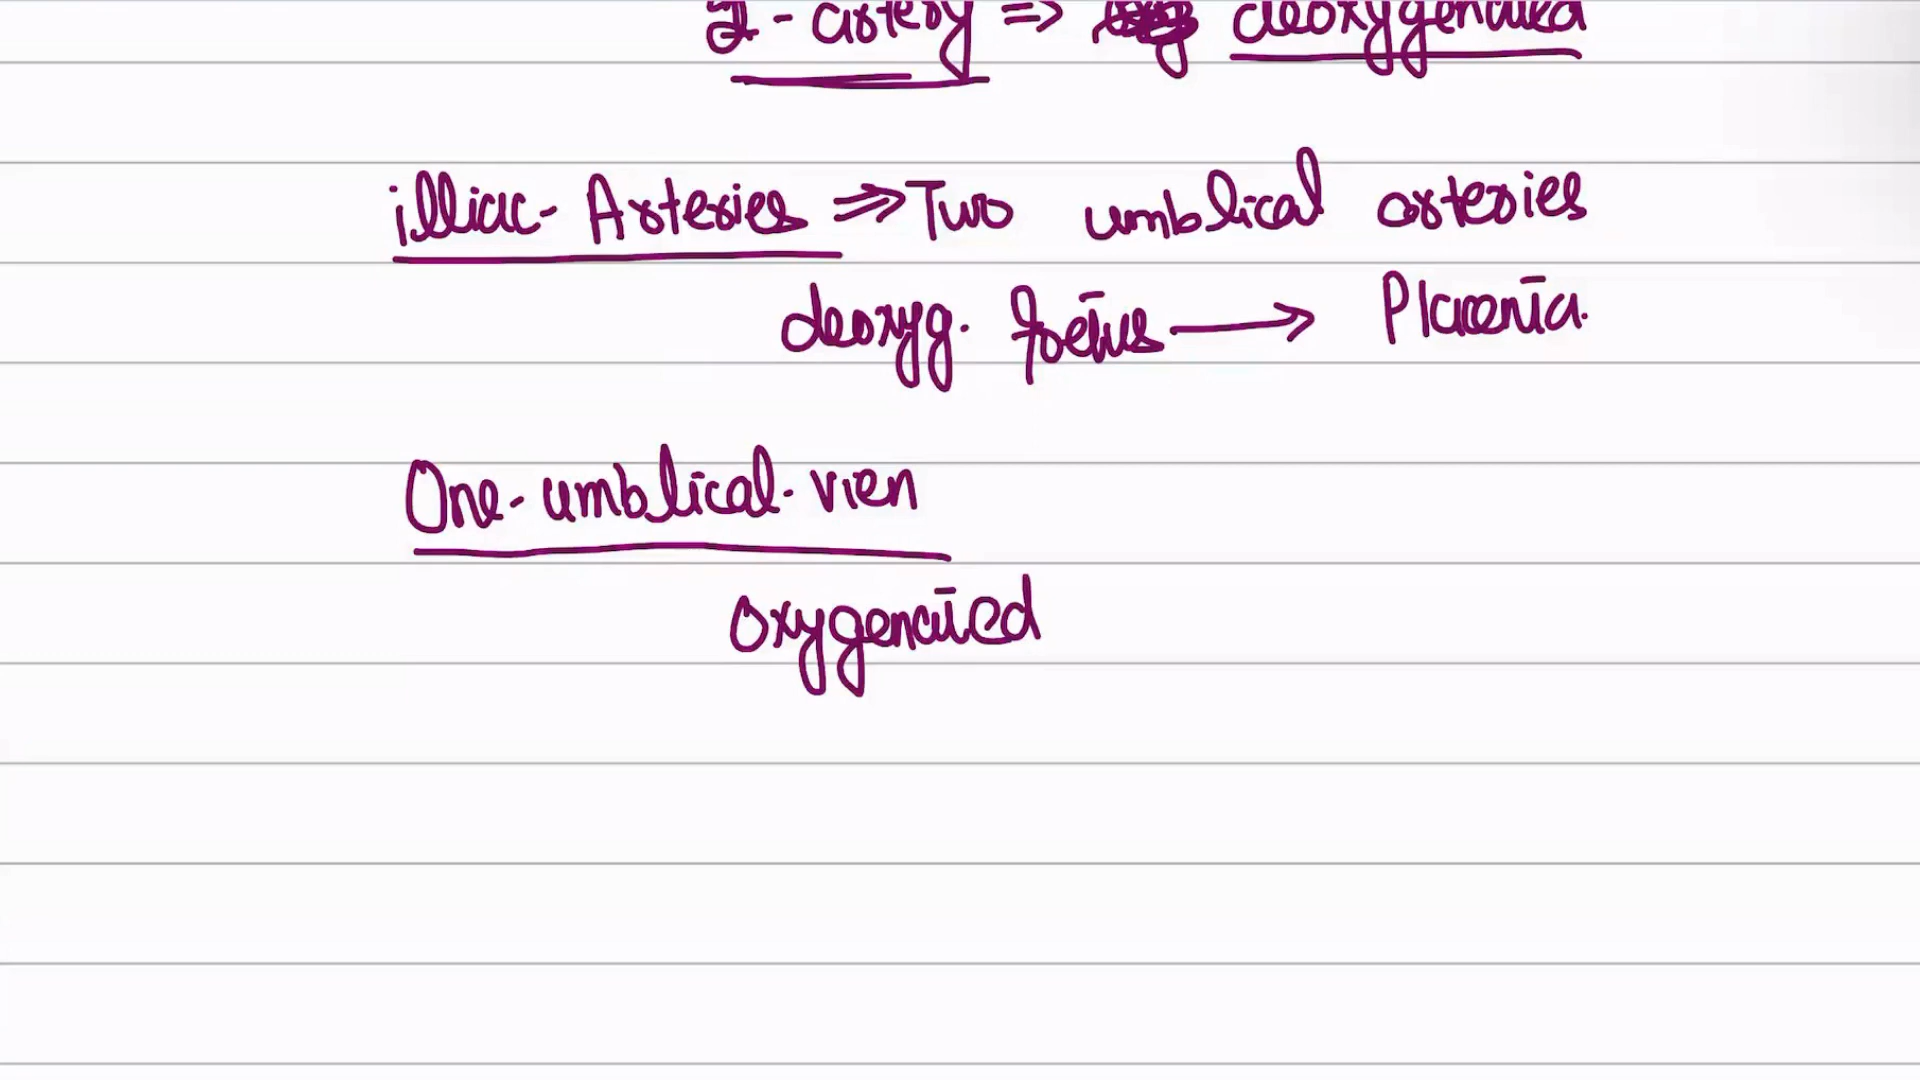 2 - artery => deoxygenated
illiac - Arteries => Two umblical arteries
deoxyg. foetus → Placenta.
One - umblical - vien
oxygenated